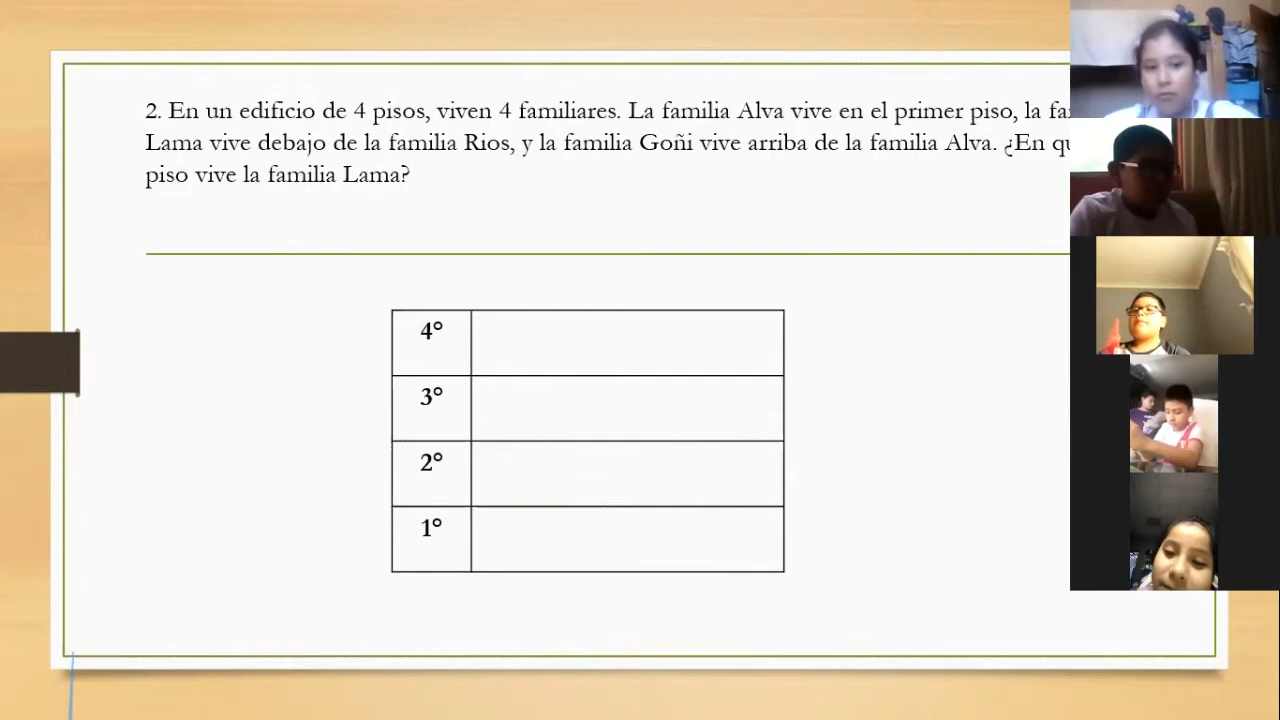 2. En un edificio de 4 pisos, viven 4 familiares. La familia Alva vive en el primer piso, la
Lama vive debajo de la familia Rios, y la familia Goñi vive arriba de la familia Alva. ¿En
piso vive la familia Lama?
4°
3°
2°
1°